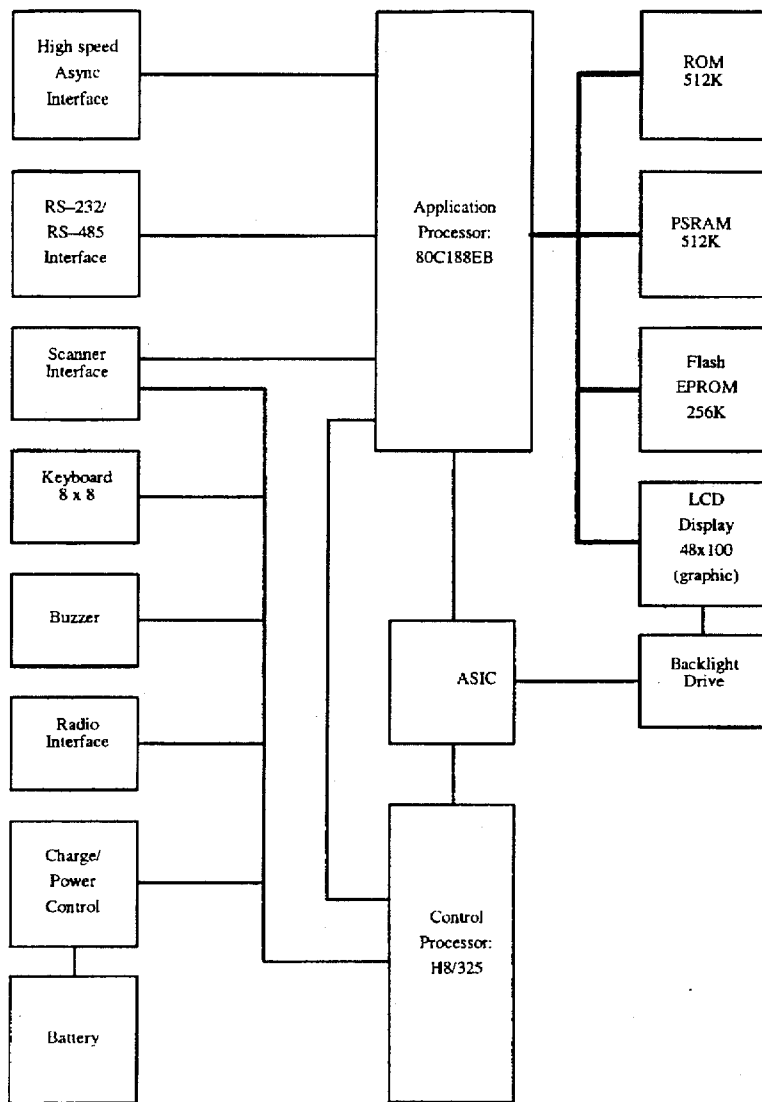 High speed
Async
Interface
RS–232/
RS–485
Interface
Scanner
Interface
Keyboard
8 x 8
Buzzer
Radio
Interface
Charge/
Power
Control
Battery
Application
Processor:
80C188EB
ASIC
Control
Processor:
H8/325
ROM
512K
PSRAM
512K
Flash
EPROM
256K
LCD
Display
48x100
(graphic)
Backlight
Drive